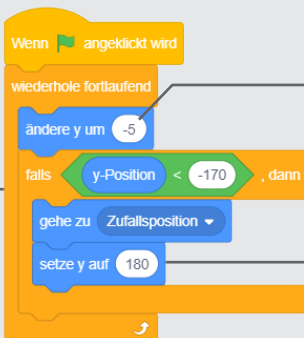 Wenn angeklickt wird
wiederhole fortlaufend
ändere y um -5
falls y-Position < -170 , dann
gehe zu Zufallsposition
setze y auf 180